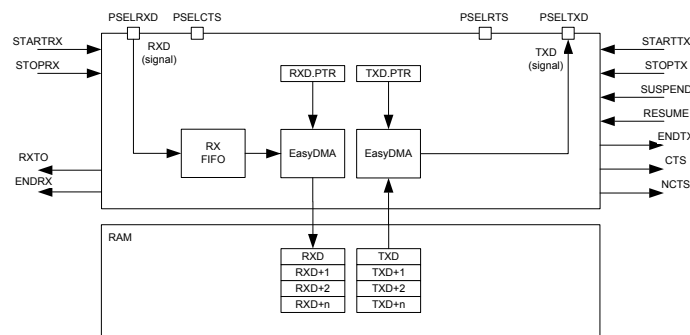 PSELRXD PSELCTS PSELRTS PSELTXD
STARTRX
STOPRX
RXD
(signal)
TXD
(signal)
STARTTX
STOPTX
SUSPEND
RESUME
RXD.PTR TXD.PTR
RX
FIFO
EasyDMA EasyDMA
RXTO
ENDRX
ENDTX
CTS
NCTS
RAM
RXD TXD
RXD+1 TXD+1
RXD+2 TXD+2
RXD+n TXD+n